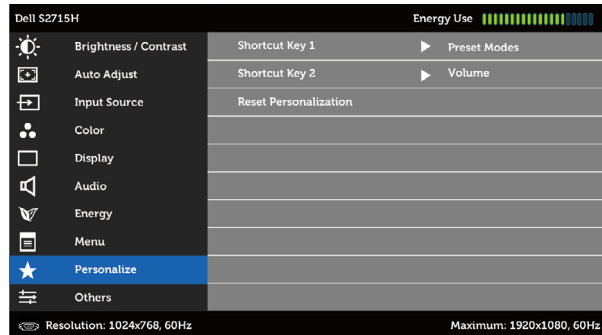 Dell S2715H Energy Use
Brightness / Contrast Shortcut Key 1 Preset Modes
Auto Adjust Shortcut Key 2 Volume
Input Source Reset Personalization
Color
Display
Audio
Energy
Menu
Personalize
Others
Resolution: 1024x768, 60Hz Maximum: 1920x1080, 60Hz